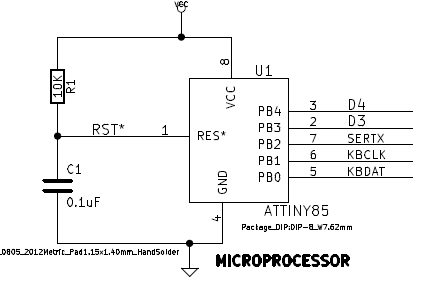 VCC
8
U1
10K
R1
VCC
PB4 3 D4
PB3 2 D3
RST* 1 RES*
PB2 7 SERTX
PB1 6 KBCLK
C1
GND
PB0 5 KBDAT
0.1uF
4
ATTINY85
Package_DIP:DIP-8_W7.62mm
_0805_2012Metric_Pad1.15x1.40mm_HandSolder
MICROPROCESSOR